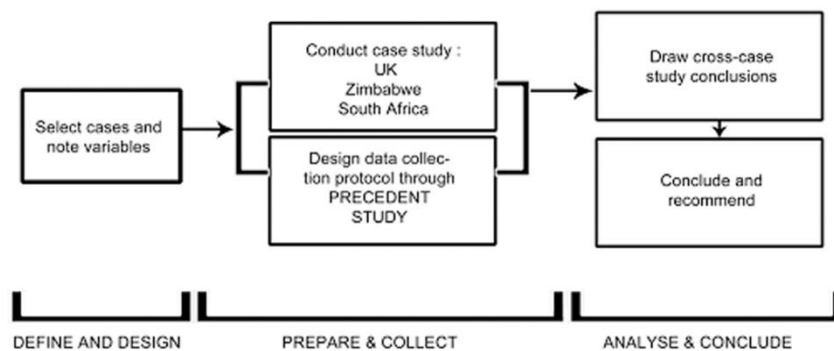 Select cases and
note variables
Conduct case study :
UK
Zimbabwe
South Africa
Design data collec-
tion protocol through
PRECEDENT
STUDY
Draw cross-case
study conclusions
Conclude and
recommend
DEFINE AND DESIGN
PREPARE & COLLECT
ANALYSE & CONCLUDE